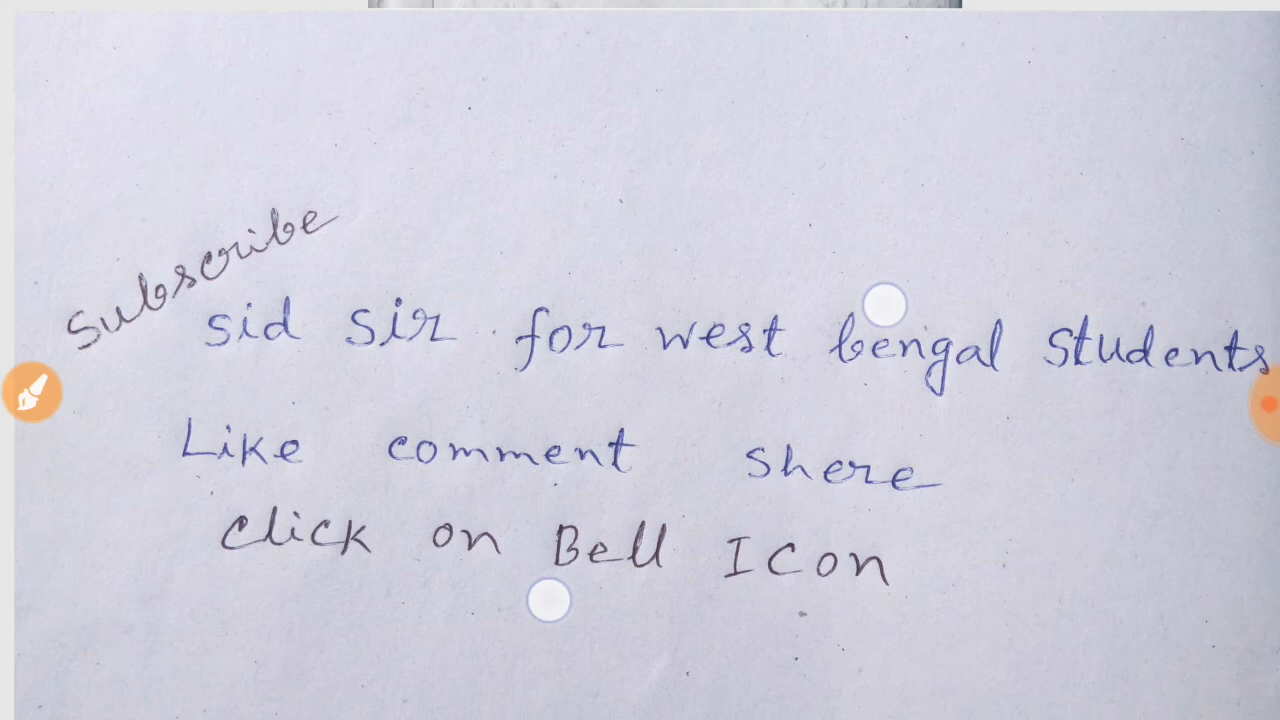 Subscribe
sid sir for west bengal Students
Like comment shere
click on Bell Icon